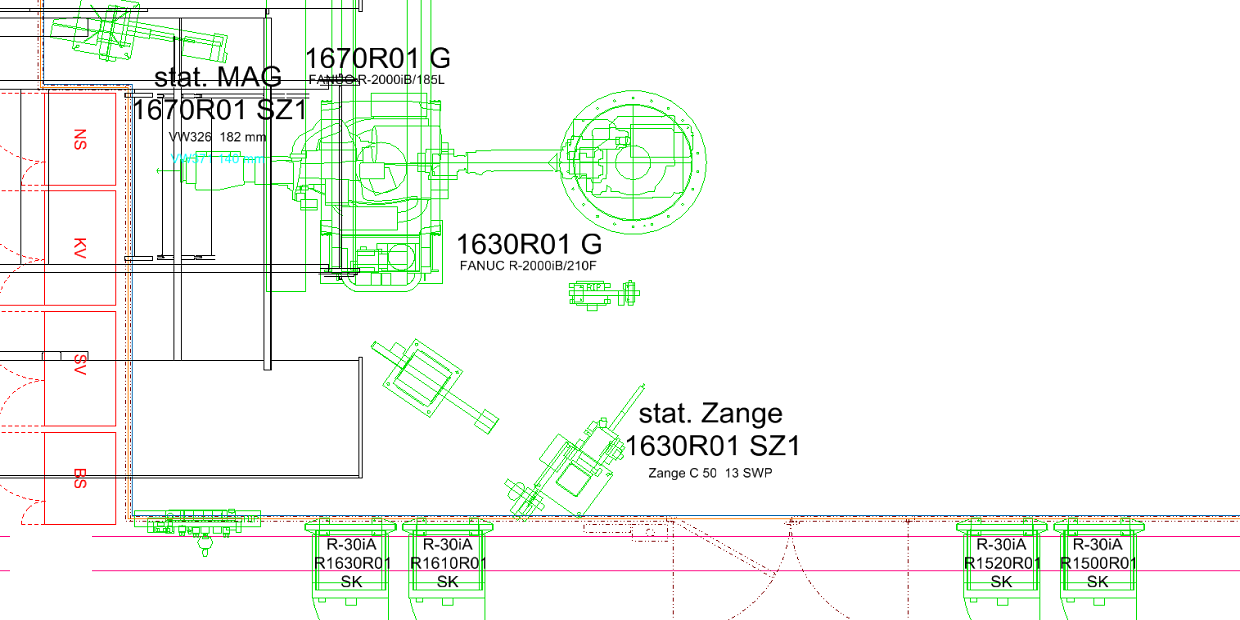 1670R01 G
FANUC R-2000iB/185L
stat. MAG
1670R01 SZ1
VW326 182 mm
VW37 140 mm
NS
KV
SV
BS
1630R01 G
FANUC R-2000iB/210F
RIP
stat. Zange
1630R01 SZ1
Zange C 50 13 SWP
R-30iA
R1630R01
SK
R-30iA
R1610R01
SK
R-30iA
R1520R01
SK
R-30iA
R1500R01
SK